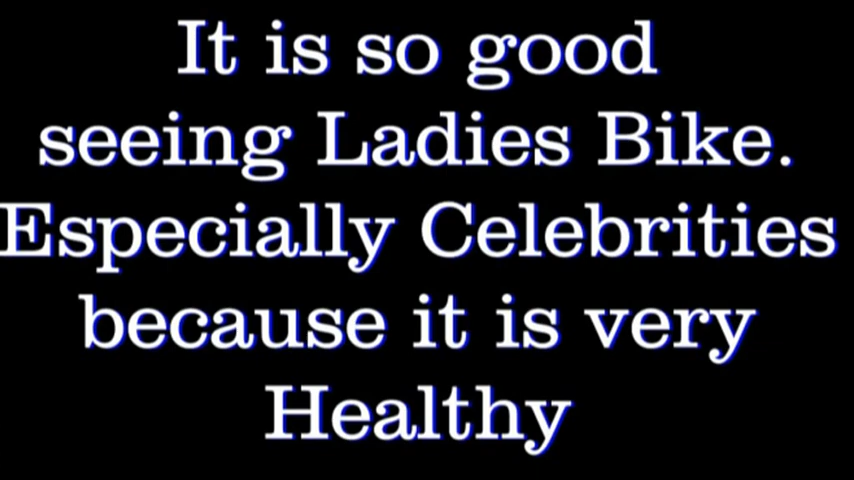 It is so good
seeing Ladies Bike.
Especially Celebrities
because it is very
Healthy